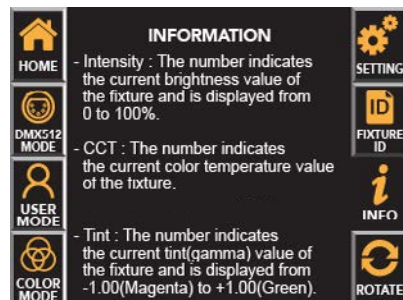 HOME
DMX512
MODE
USER
MODE
COLOR
MODE
INFORMATION
- Intensity : The number indicates
the current brightness value of
the fixture and is displayed from
0 to 100%.
- CCT : The number indicates
the current color temperature value
of the fixture.
- Tint : The number indicates
the current tint(gamma) value of
the fixture and is displayed from
-1.00(Magenta) to +1.00(Green).
SETTING
ID
FIXTURE
ID
i
INFO
ROTATE